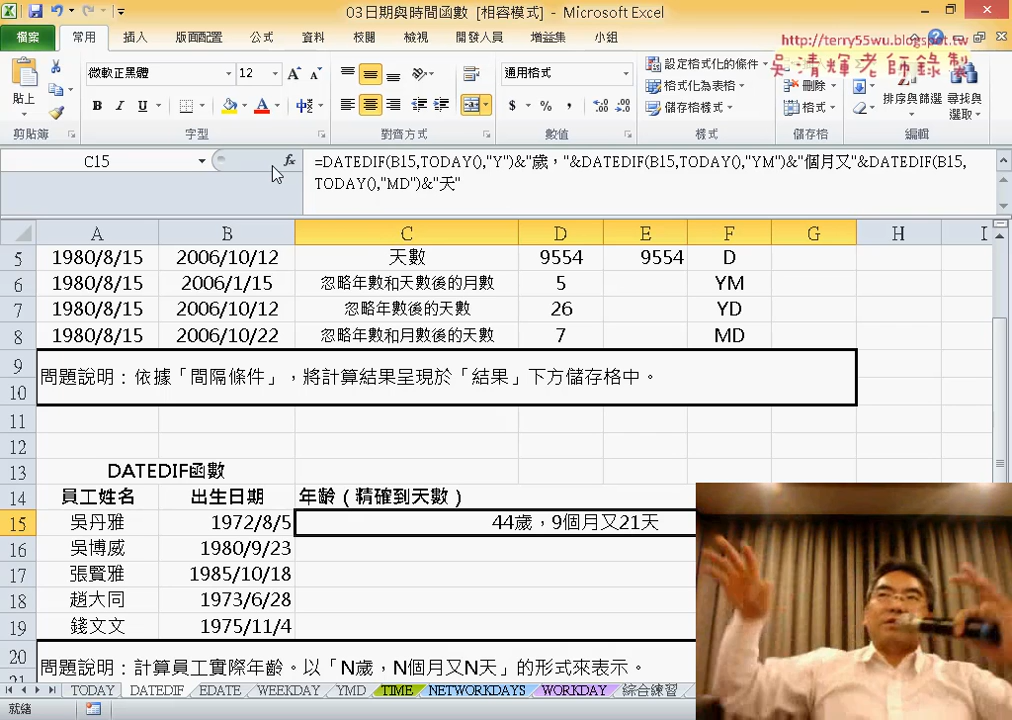 03日期與時間函數 [相容模式] - Microsoft Excel
http://terry55wu.blogspot.tw
吳清輝老師錄製
檔案 常用 插入 版面配置 公式 資料 校閱 檢視 開發人員 增益集 小組
貼上
微軟正黑體 12
通用格式
設定格式化的條件
格式化為表格
儲存格樣式
刪除
格式
排序與篩選
尋找與選取
剪貼簿 字型 對齊方式 數值 樣式 儲存格 編輯
C15 fx =DATEDIF(B15,TODAY(),"Y")&"歲，"&DATEDIF(B15,TODAY(),"YM")&"個月又"&DATEDIF(B15,
TODAY(),"MD")&"天"
A B C D E F G H I
5 1980/8/15 2006/10/12 天數 9554 9554 D
6 1980/8/15 2006/1/15 忽略年數和天數後的月數 5 YM
7 1980/8/15 2006/10/12 忽略年數後的天數 26 YD
8 1980/8/15 2006/10/22 忽略年數和月數後的天數 7 MD
9
10 問題說明：依據「間隔條件」，將計算結果呈現於「結果」下方儲存格中。
11
12
13 DATEDIF函數
14 員工姓名 出生日期 年齡（精確到天數）
15 吳丹雅 1972/8/5 44歲，9個月又21天
16 吳博威 1980/9/23
17 張賢雅 1985/10/18
18 趙大同 1973/6/28
19 錢文文 1975/11/4
20 問題說明：計算員工實際年齡。以「N歲，N個月又N天」的形式來表示。
21
TODAY DATEDIF EDATE WEEKDAY YMD TIME NETWORKDAYS WORKDAY 綜合練習
就緒